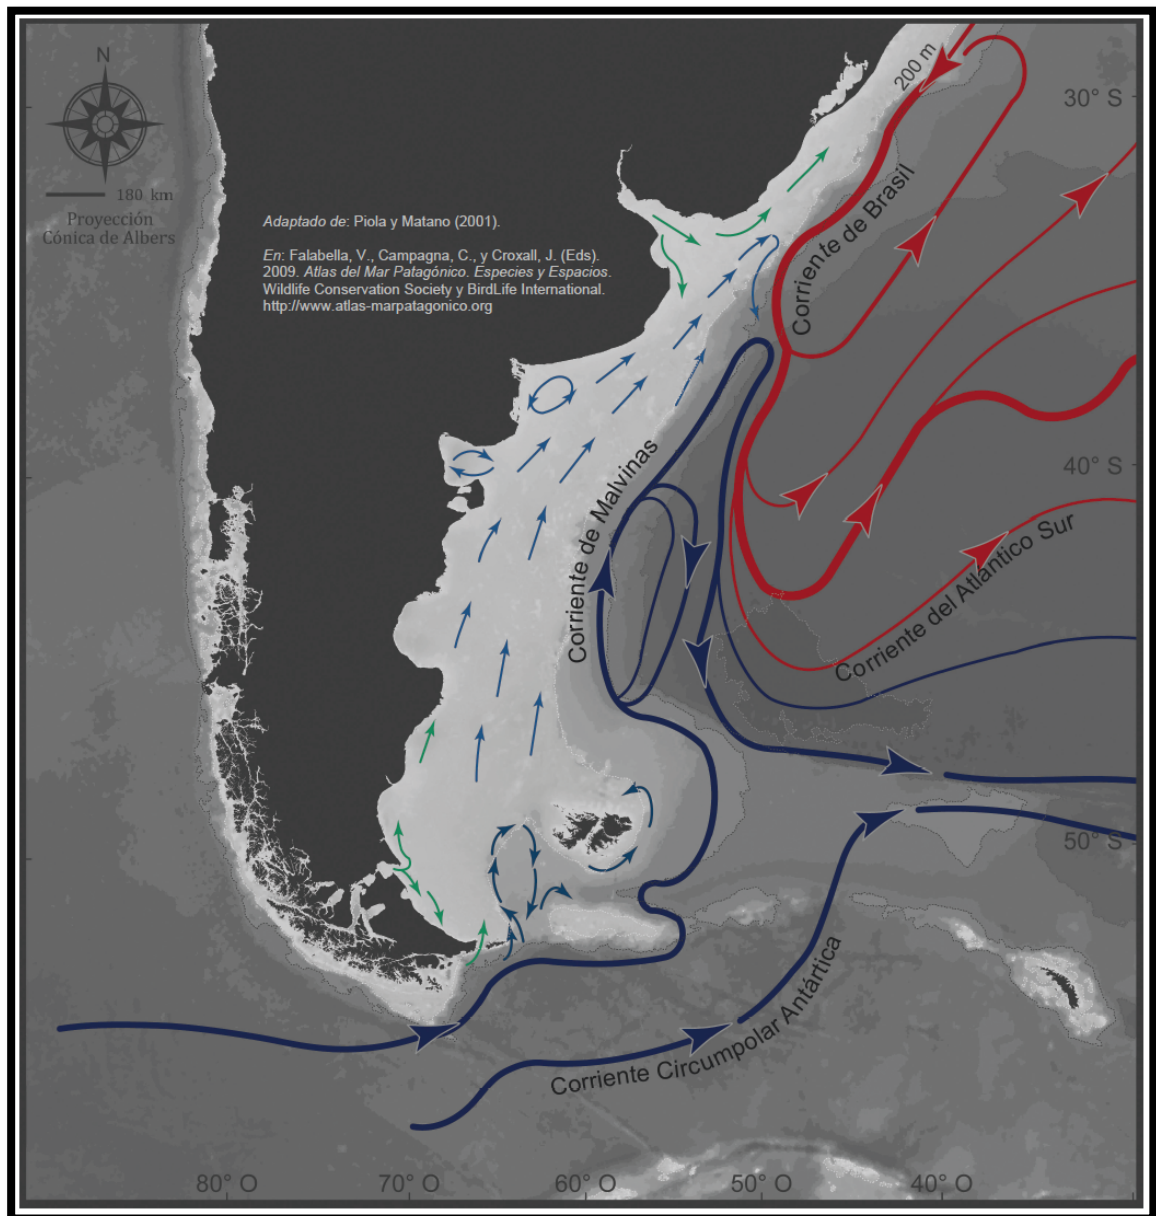 N
180 km
Proyección
Cónica de Albers
Adaptado de: Piola y Matano (2001).
En: Falabella, V., Campagna, C., y Croxall, J. (Eds).
2009. Atlas del Mar Patagónico. Especies y Espacios.
Wildlife Conservation Society y BirdLife International.
http://www.atlas-marpatagonico.org
200 m
30° S
Corriente de Brasil
40° S
Corriente de Malvinas
Corriente del Atlántico Sur
50° S
Corriente Circumpolar Antártica
80° O
70° O
60° O
50° O
40° O